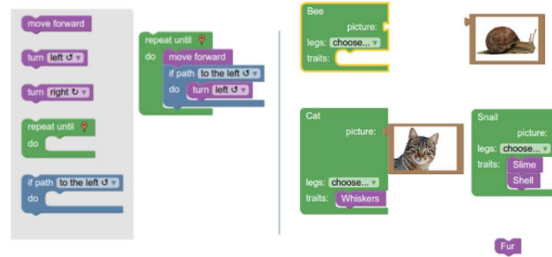 move forward
turn left ↺ ▾
turn right ↻ ▾
repeat until
do
if path to the left ↺ ▾
do
repeat until
do move forward
if path to the left ↺ ▾
do turn left ↺ ▾
Bee
picture:
legs: choose... ▾
traits:
Cat
picture:
legs: choose... ▾
traits: Whiskers
Snail
picture:
legs: choose... ▾
traits: Slime
Shell
Fur